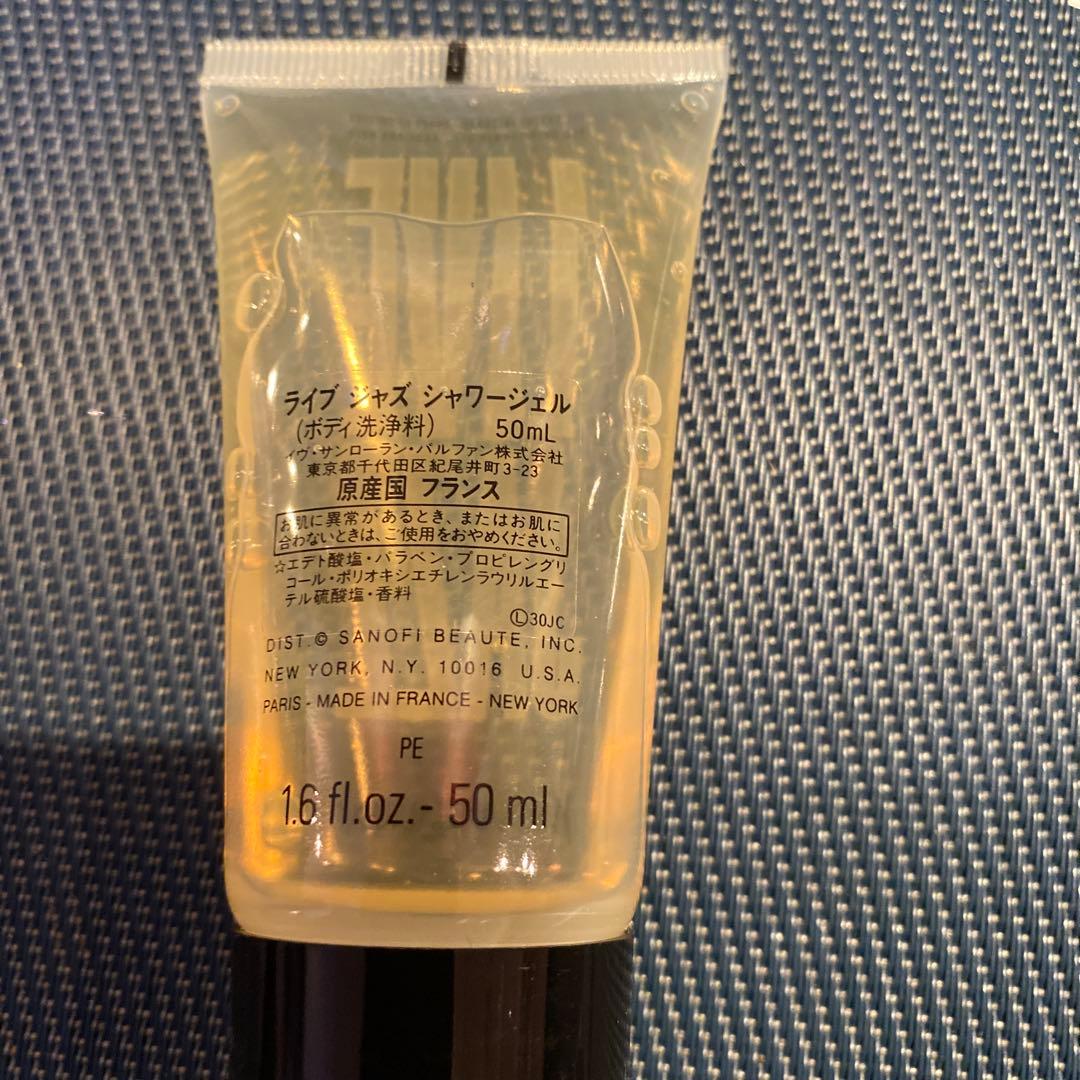 ライブ ジャズ シャワージェル
(ボディ洗浄料) 50mL
イヴ・サンローラン・パルファン株式会社
東京都千代田区紀尾井町3-23
原産国 フランス
お肌に異常があるとき、またはお肌に
合わないときは、ご使用をおやめください。
☆エデト酸塩・パラベン・プロピレングリ
コール・ポリオキシエチレンラウリルエー
テル硫酸塩・香料
Ⓛ30JC
DIST.© SANOFI BEAUTE, INC.
NEW YORK, N.Y. 10016 U.S.A.
PARIS - MADE IN FRANCE - NEW YORK
PE
1.6 fl.oz.- 50 ml